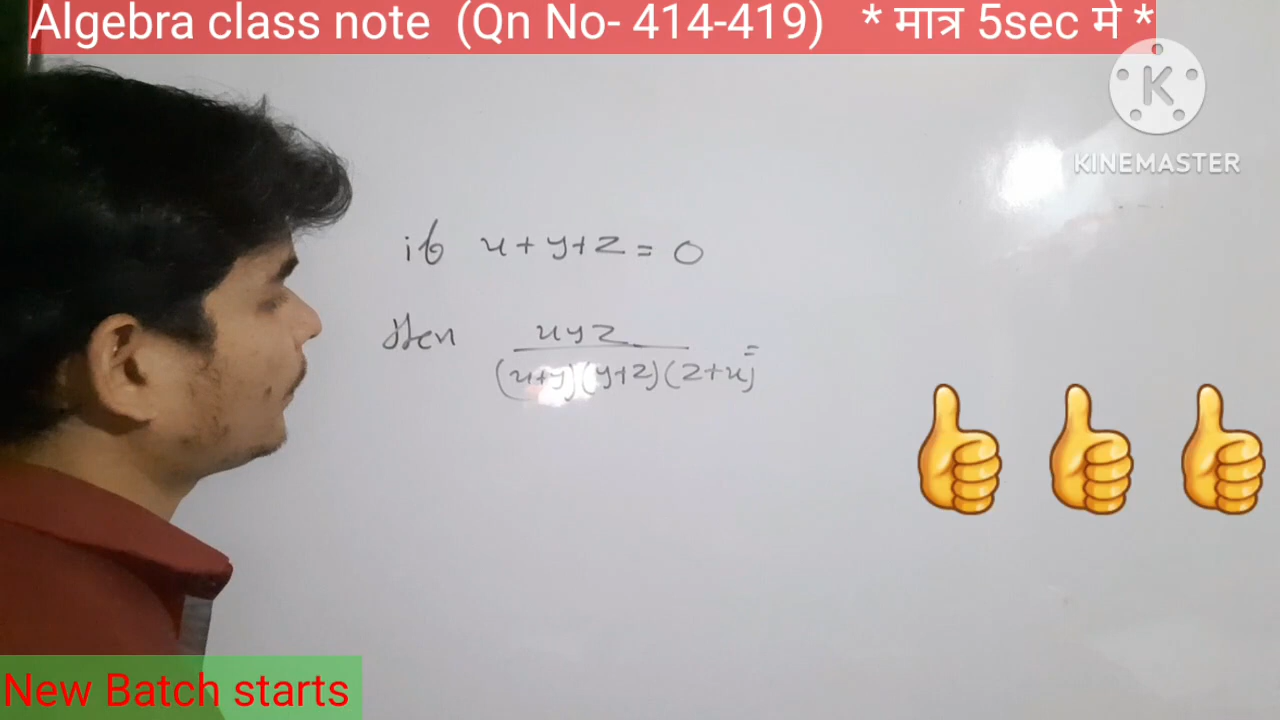 Algebra class note (Qn No- 414-419) * मात्र 5sec मे *
K
KINEMASTER
if x+y+z=0
then xyz
(x+y)(y+z)(z+x) =
New Batch starts